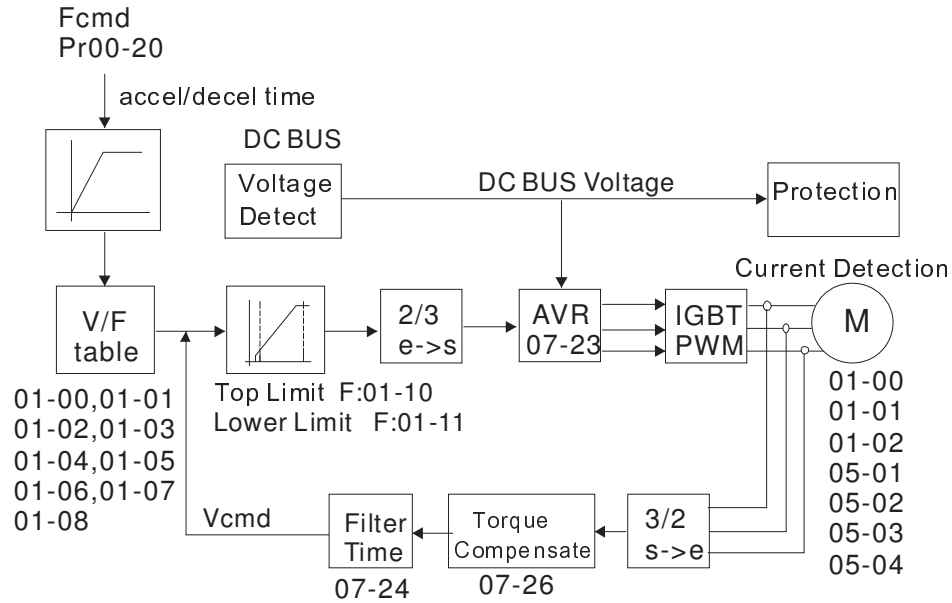 Fcmd
Pr00-20
accel/decel time
DC BUS
Voltage
Detect
DC BUS Voltage
Protection
Current Detection
V/F
table
2/3
e->s
AVR
07-23
IGBT
PWM
M
Top Limit F:01-10
Lower Limit F:01-11
01-00,01-01
01-02,01-03
01-04,01-05
01-06,01-07
01-08
01-00
01-01
01-02
05-01
05-02
05-03
05-04
Vcmd
Filter
Time
07-24
Torque
Compensate
07-26
3/2
s->e